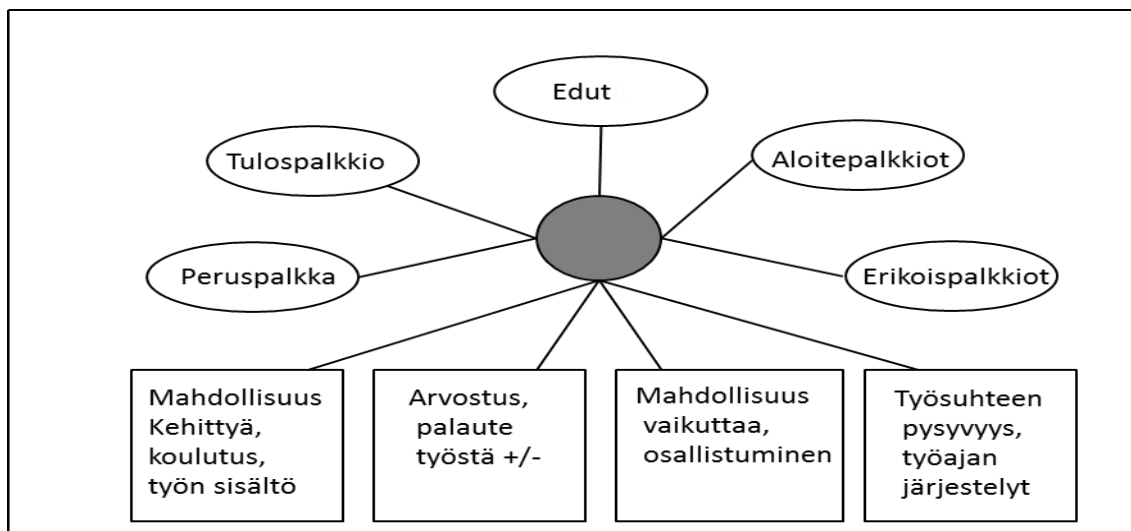 Edut
Tulospalkkio
Aloitepalkkiot
Peruspalkka
Erikoispalkkiot
Mahdollisuus
Kehittyä,
koulutus,
työn sisältö
Arvostus,
palaute
työstä +/-
Mahdollisuus
vaikuttaa,
osallistuminen
Työsuhteen
pysyvyys,
työajan
järjestelyt